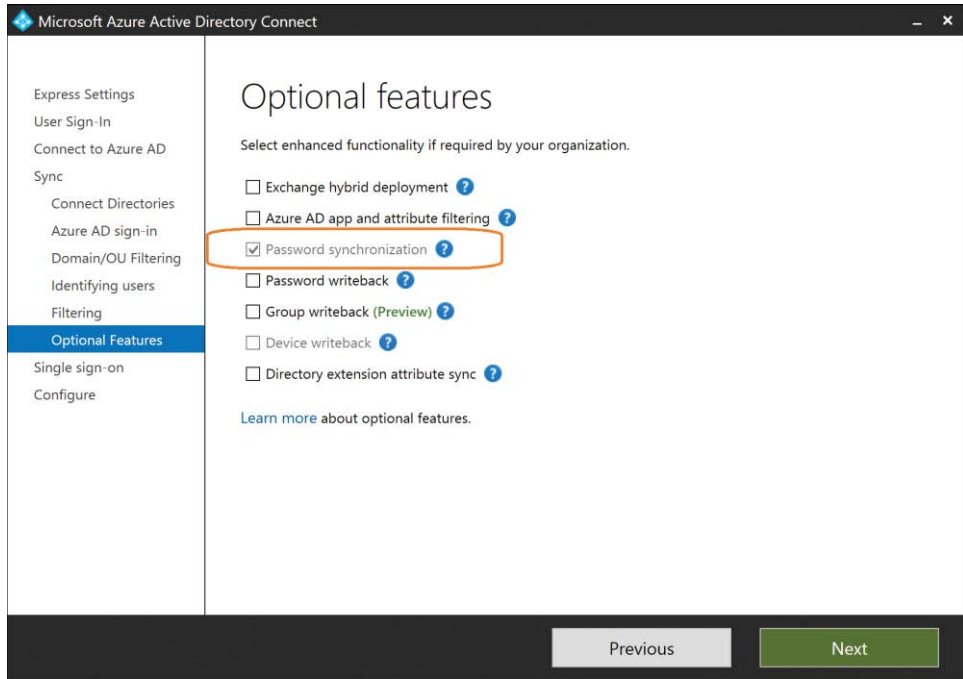 Microsoft Azure Active Directory Connect
Express Settings
User Sign-In
Connect to Azure AD
Sync
Connect Directories
Azure AD sign-in
Domain/OU Filtering
Identifying users
Filtering
Optional Features
Single sign-on
Configure
Optional features
Select enhanced functionality if required by your organization.
Exchange hybrid deployment ?
Azure AD app and attribute filtering ?
Password synchronization ?
Password writeback ?
Group writeback (Preview) ?
Device writeback ?
Directory extension attribute sync ?
Learn more about optional features.
Previous
Next